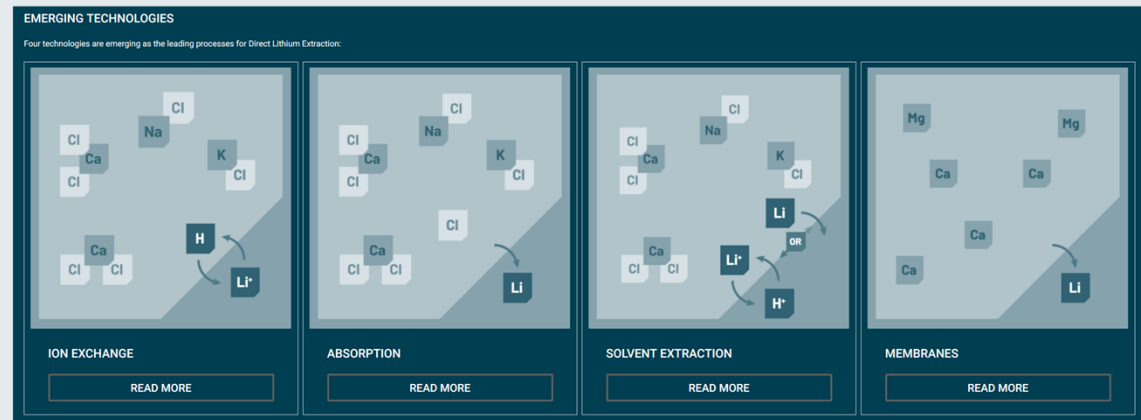 EMERGING TECHNOLOGIES
Four technologies are emerging as the leading processes for Direct Lithium Extraction:
Cl
Na
Cl
Ca
Cl
K
Cl
H
Ca
Cl
Cl
Li+
ION EXCHANGE
READ MORE
Cl
Na
Cl
Ca
Cl
K
Cl
Cl
Ca
Cl
Cl
Li
ABSORPTION
READ MORE
Cl
Na
Cl
Ca
Cl
K
Cl
Li
OR
Ca
Cl
Cl
Li+
H+
SOLVENT EXTRACTION
READ MORE
Mg
Mg
Ca
Ca
Ca
Ca
Li
MEMBRANES
READ MORE